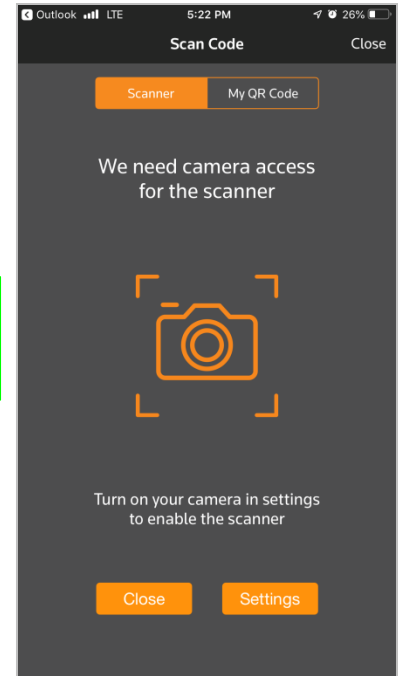 Outlook LTE 5:22 PM 26%
Scan Code Close
Scanner My QR Code
We need camera access
for the scanner
Turn on your camera in settings
to enable the scanner
Close Settings